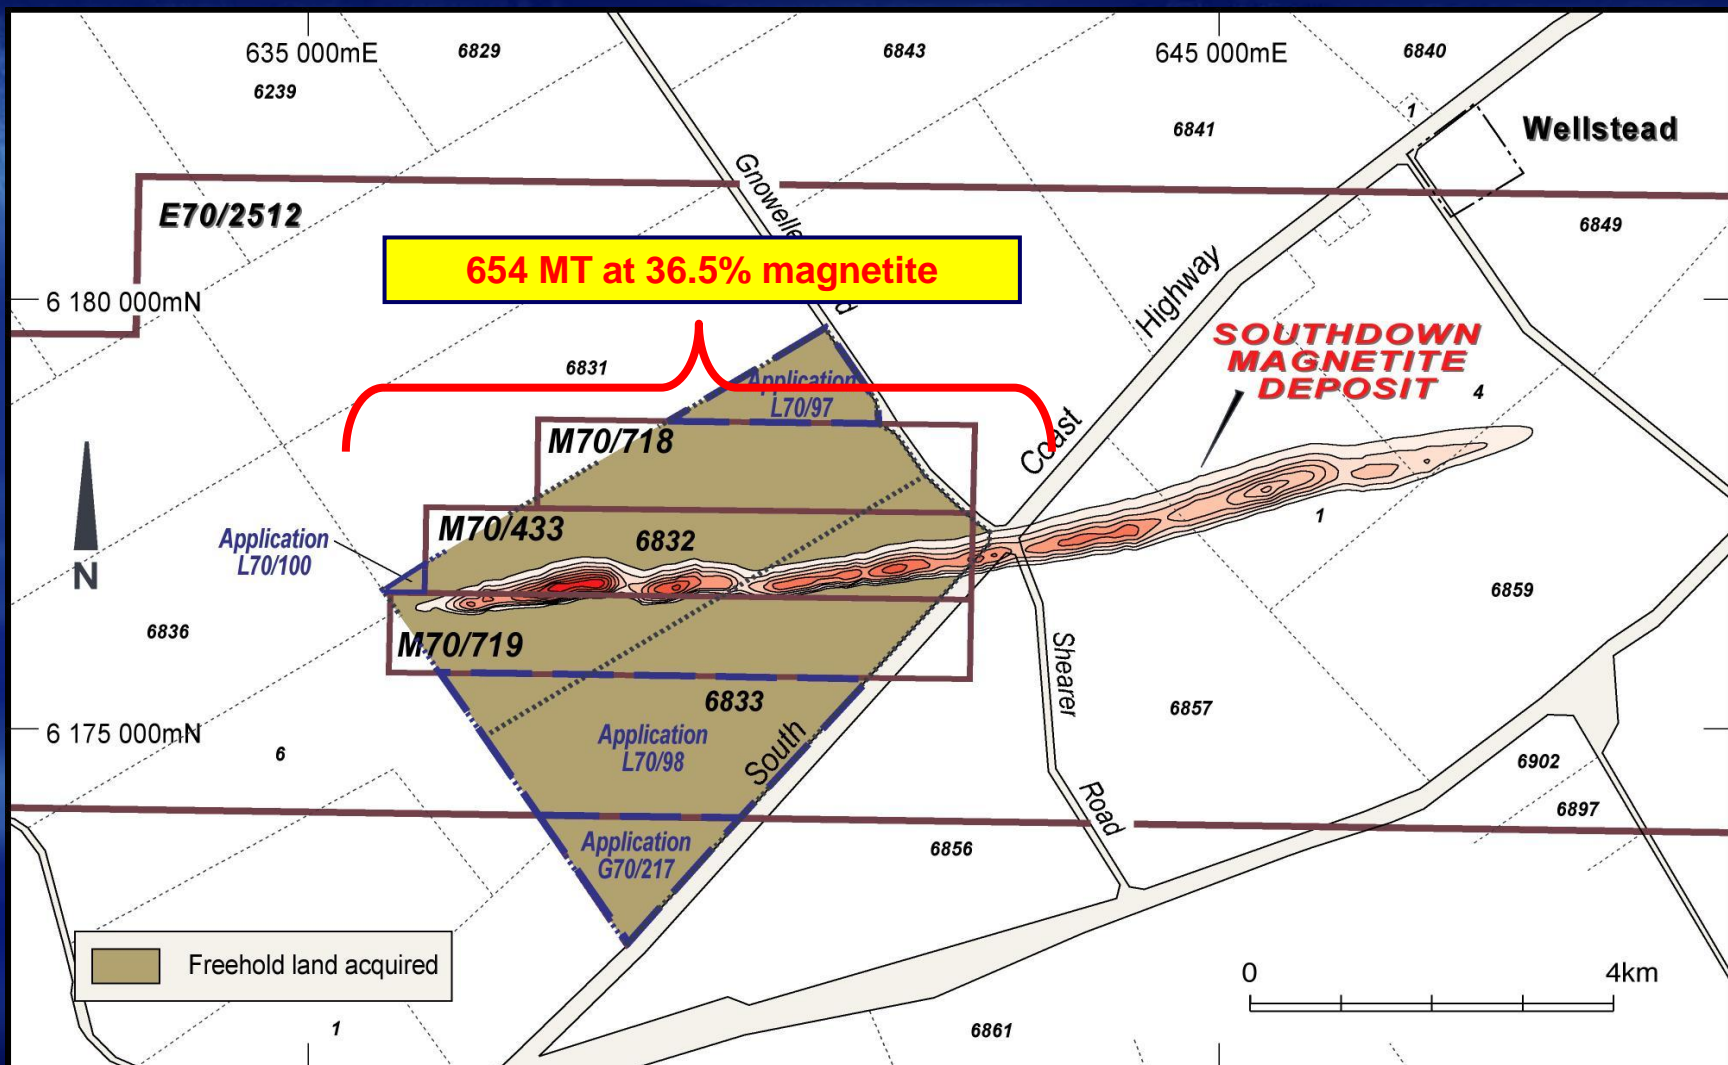 635 000mE
6829
6843
645 000mE
6840
6239
1
6841
Wellstead
Gnowelle
d
E70/2512
6849
654 MT at 36.5% magnetite
6 180 000mN
Highway
SOUTHDOWN
MAGNETITE
DEPOSIT
6831
Application
L70/97
4
M70/718
Coast
M70/433
6832
1
Application
L70/100
N
6859
6836
M70/719
Shearer
6833
6857
6 175 000mN
Application
L70/98
South
6
6902
Road
6897
Application
G70/217
6856
Freehold land acquired
0
4km
1
6861